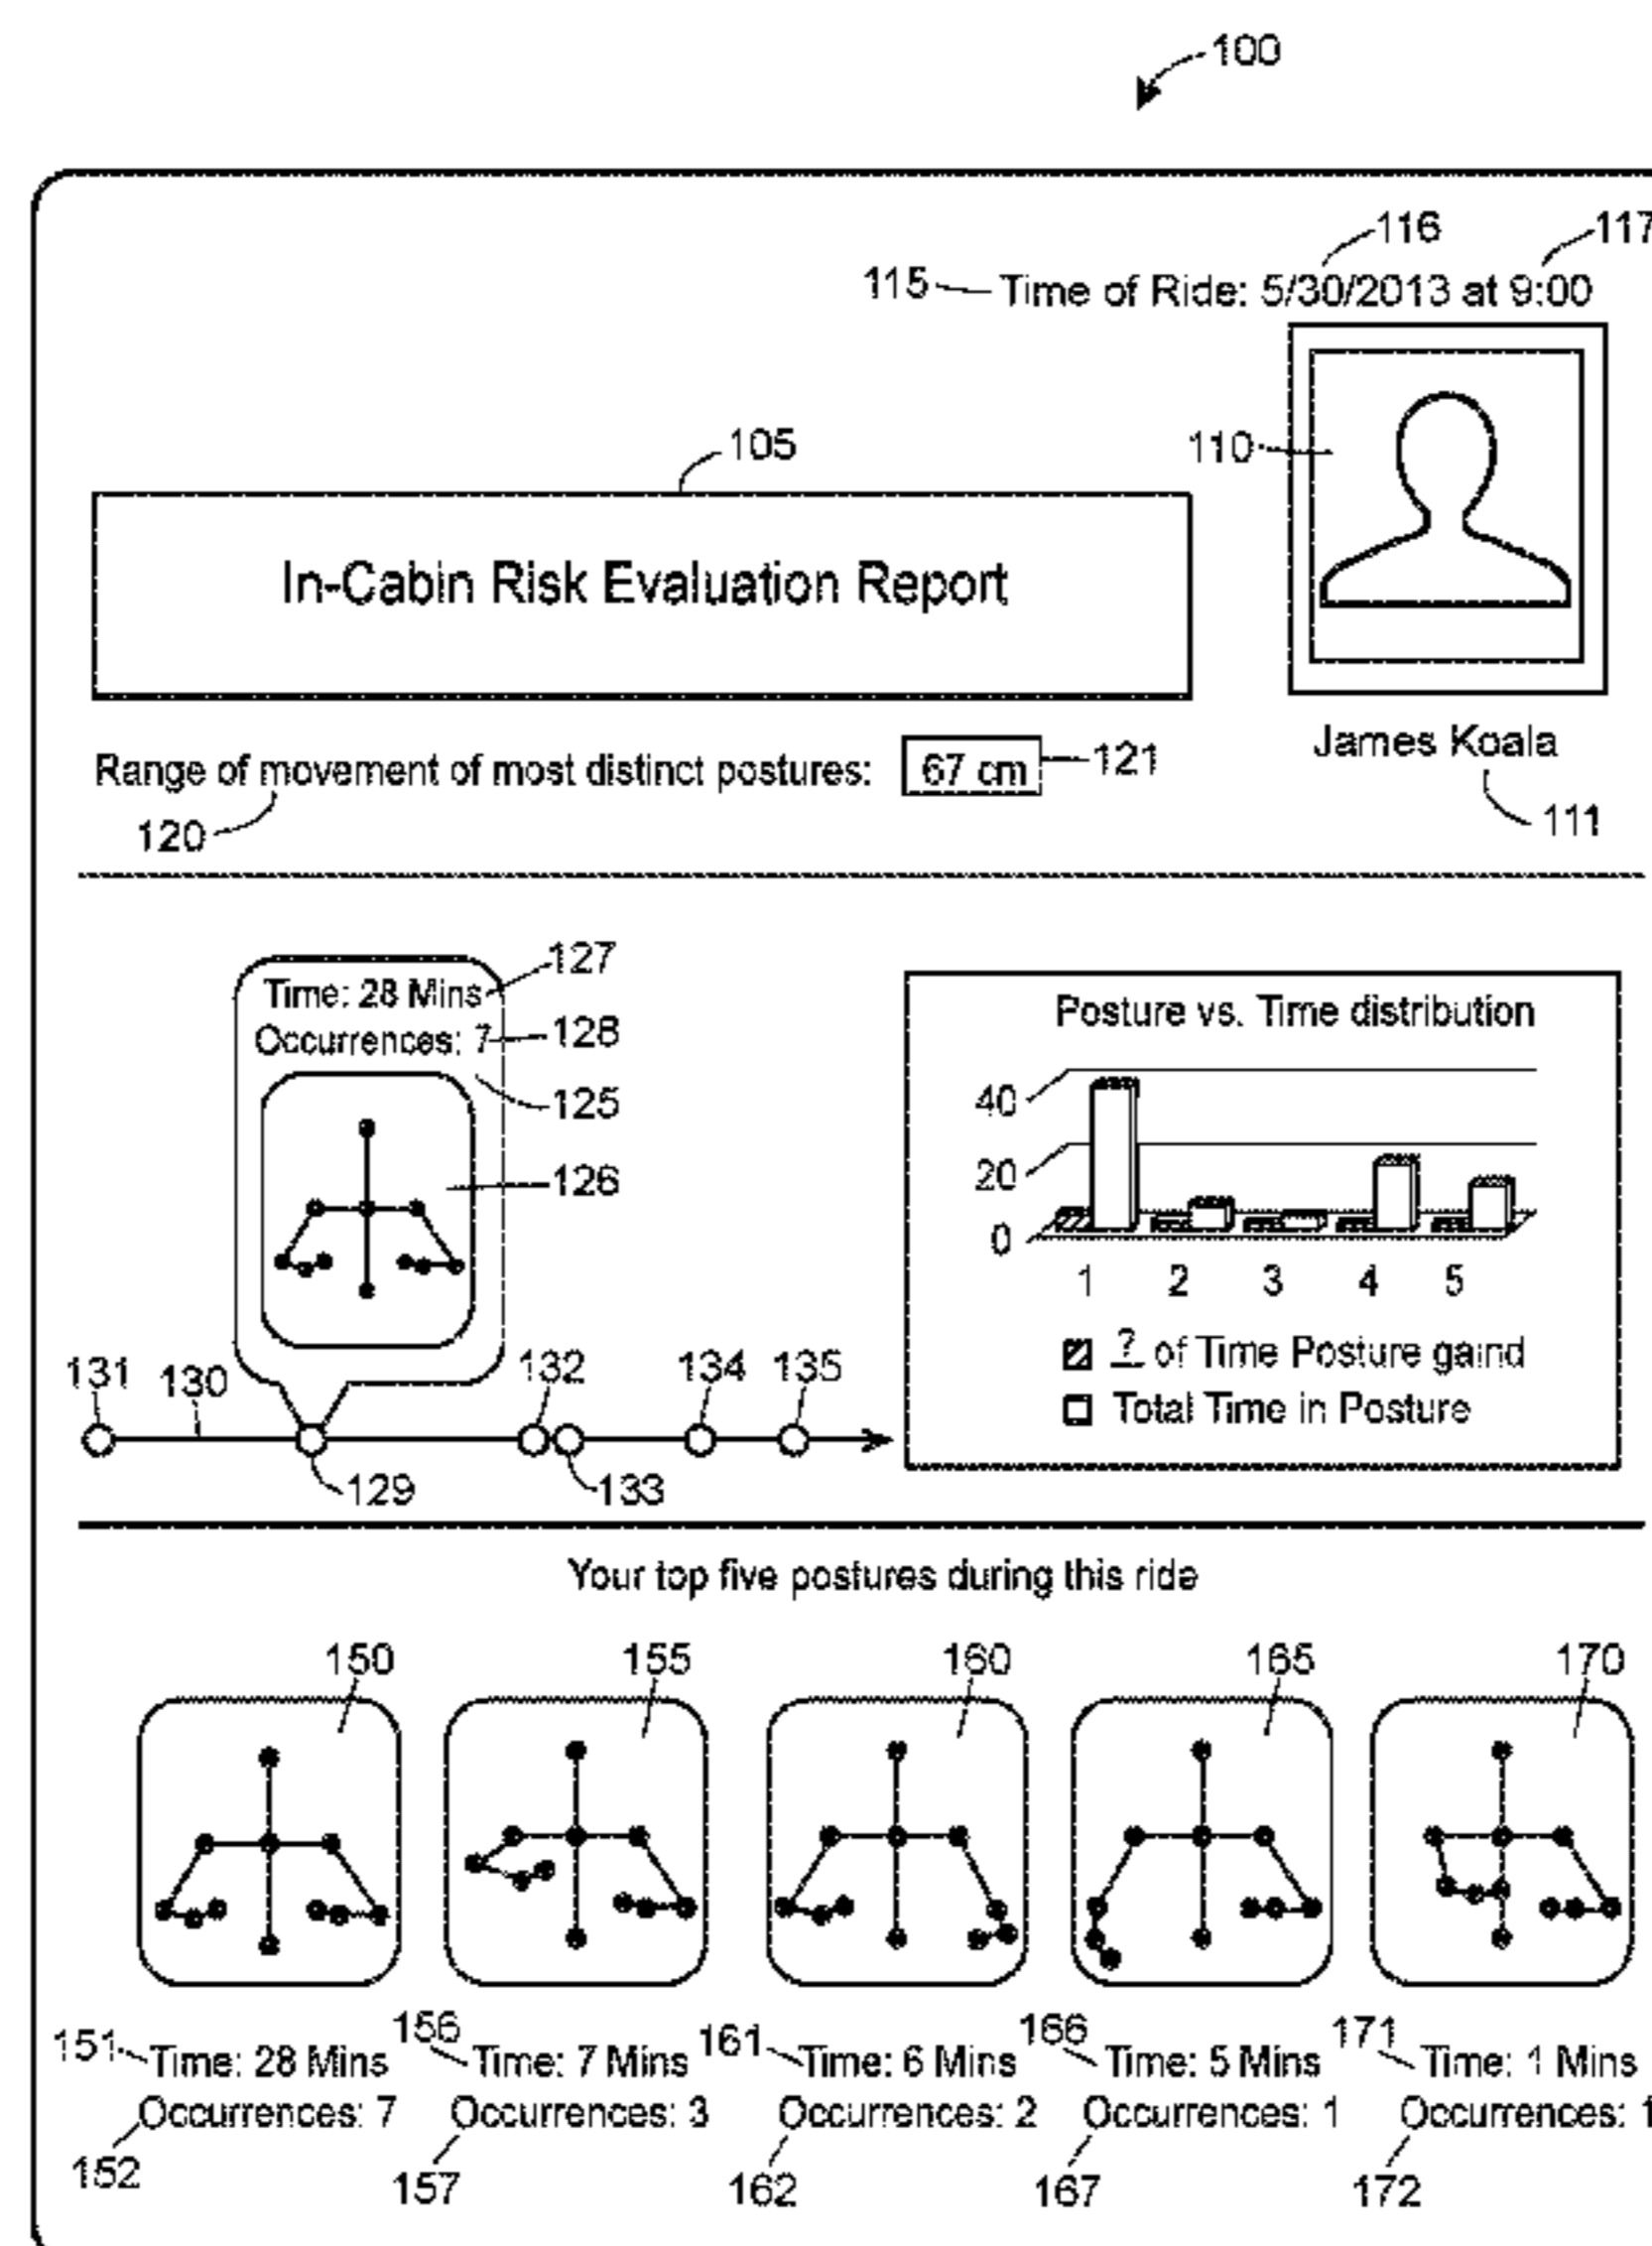 100
116
117
115 Time of Ride: 5/30/2013 at 9:00
105
110
In-Cabin Risk Evaluation Report
James Koala
111
Range of movement of most distinct postures: 67 cm 121
120
Time: 28 Mins 127
Occurrences: 7 128
125
126
131 130 132 134 135
129 133
Posture vs. Time distribution
40
20
0
1 2 3 4 5
? of Time Posture gaind
Total Time in Posture
Your top five postures during this ride
150 155 160 165 170
151 Time: 28 Mins 156 Time: 7 Mins 161 Time: 6 Mins 166 Time: 5 Mins 171 Time: 1 Mins
Occurrences: 7 Occurrences: 3 Occurrences: 2 Occurrences: 1 Occurrences: 1
152 157 162 167 172